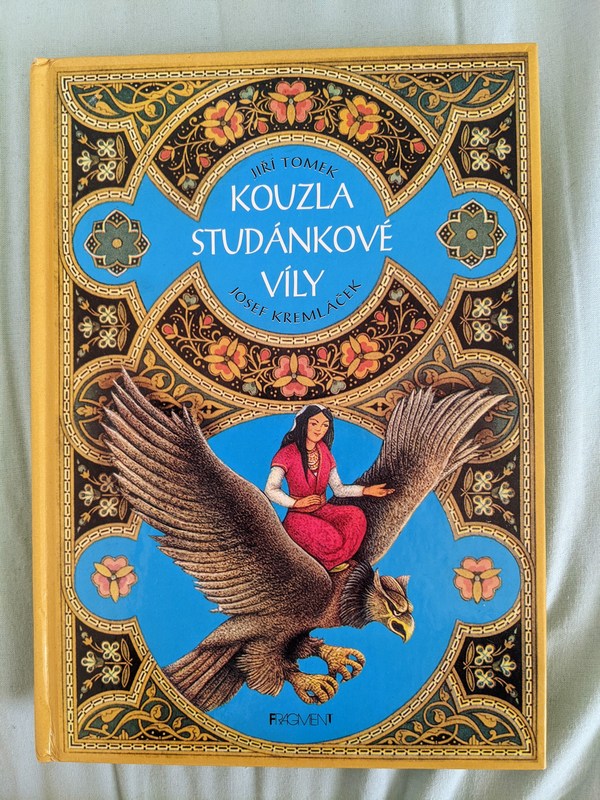 JIŘÍ TOMEK
KOUZLA
STUDÁNKOVÉ
VÍLY
JOSEF KREMLÁČEK
FRAGMENT